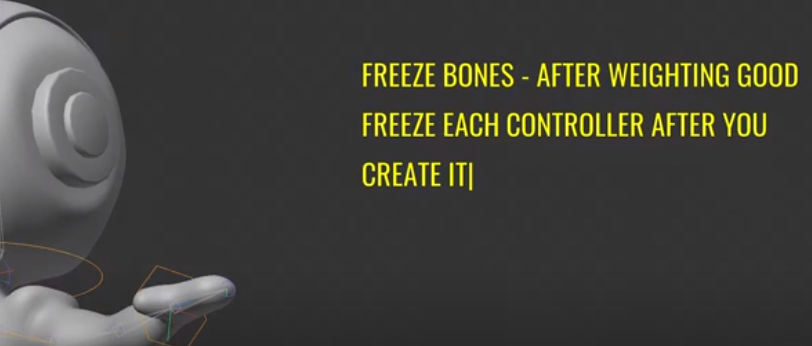 FREEZE BONES - AFTER WEIGHTING GOOD
FREEZE EACH CONTROLLER AFTER YOU
CREATE IT|